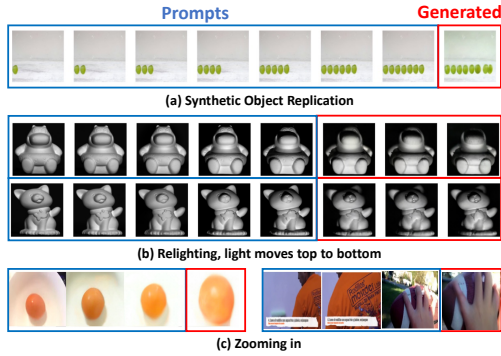 Prompts
Generated
(a) Synthetic Object Replication
(b) Relighting, light moves top to bottom
(c) Zooming in